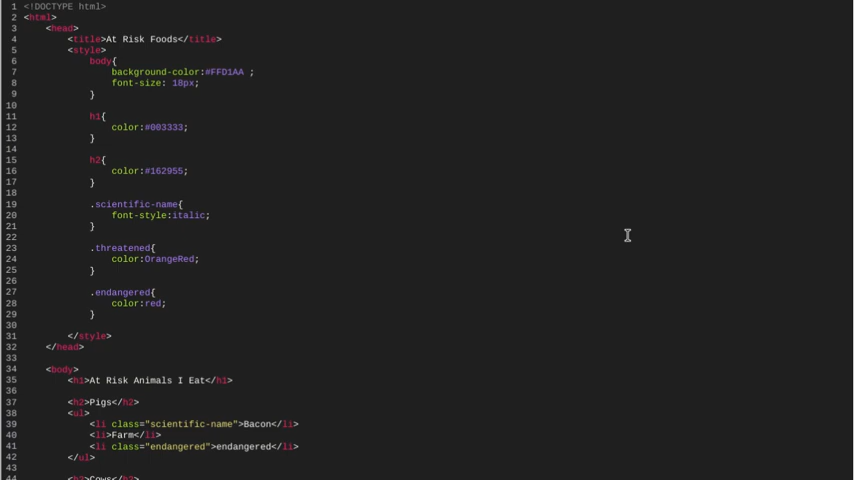 1 <!DOCTYPE html>
2 <html>
3 <head>
4 <title>At Risk Foods</title>
5 <style>
6 body{
7 background-color:#FFD1AA ;
8 font-size: 18px;
9 }
10
11 h1{
12 color:#003333;
13 }
14
15 h2{
16 color:#162955;
17 }
18
19 .scientific-name{
20 font-style:italic;
21 }
22
23 .threatened{
24 color:OrangeRed;
25 }
26
27 .endangered{
28 color:red;
29 }
30
31 </style>
32 </head>
33
34 <body>
35 <h1>At Risk Animals I Eat</h1>
36
37 <h2>Pigs</h2>
38 <ul>
39 <li class="scientific-name">Bacon</li>
40 <li>Farm</li>
41 <li class="endangered">endangered</li>
42 </ul>
43
44 <h2>Cows</h2>